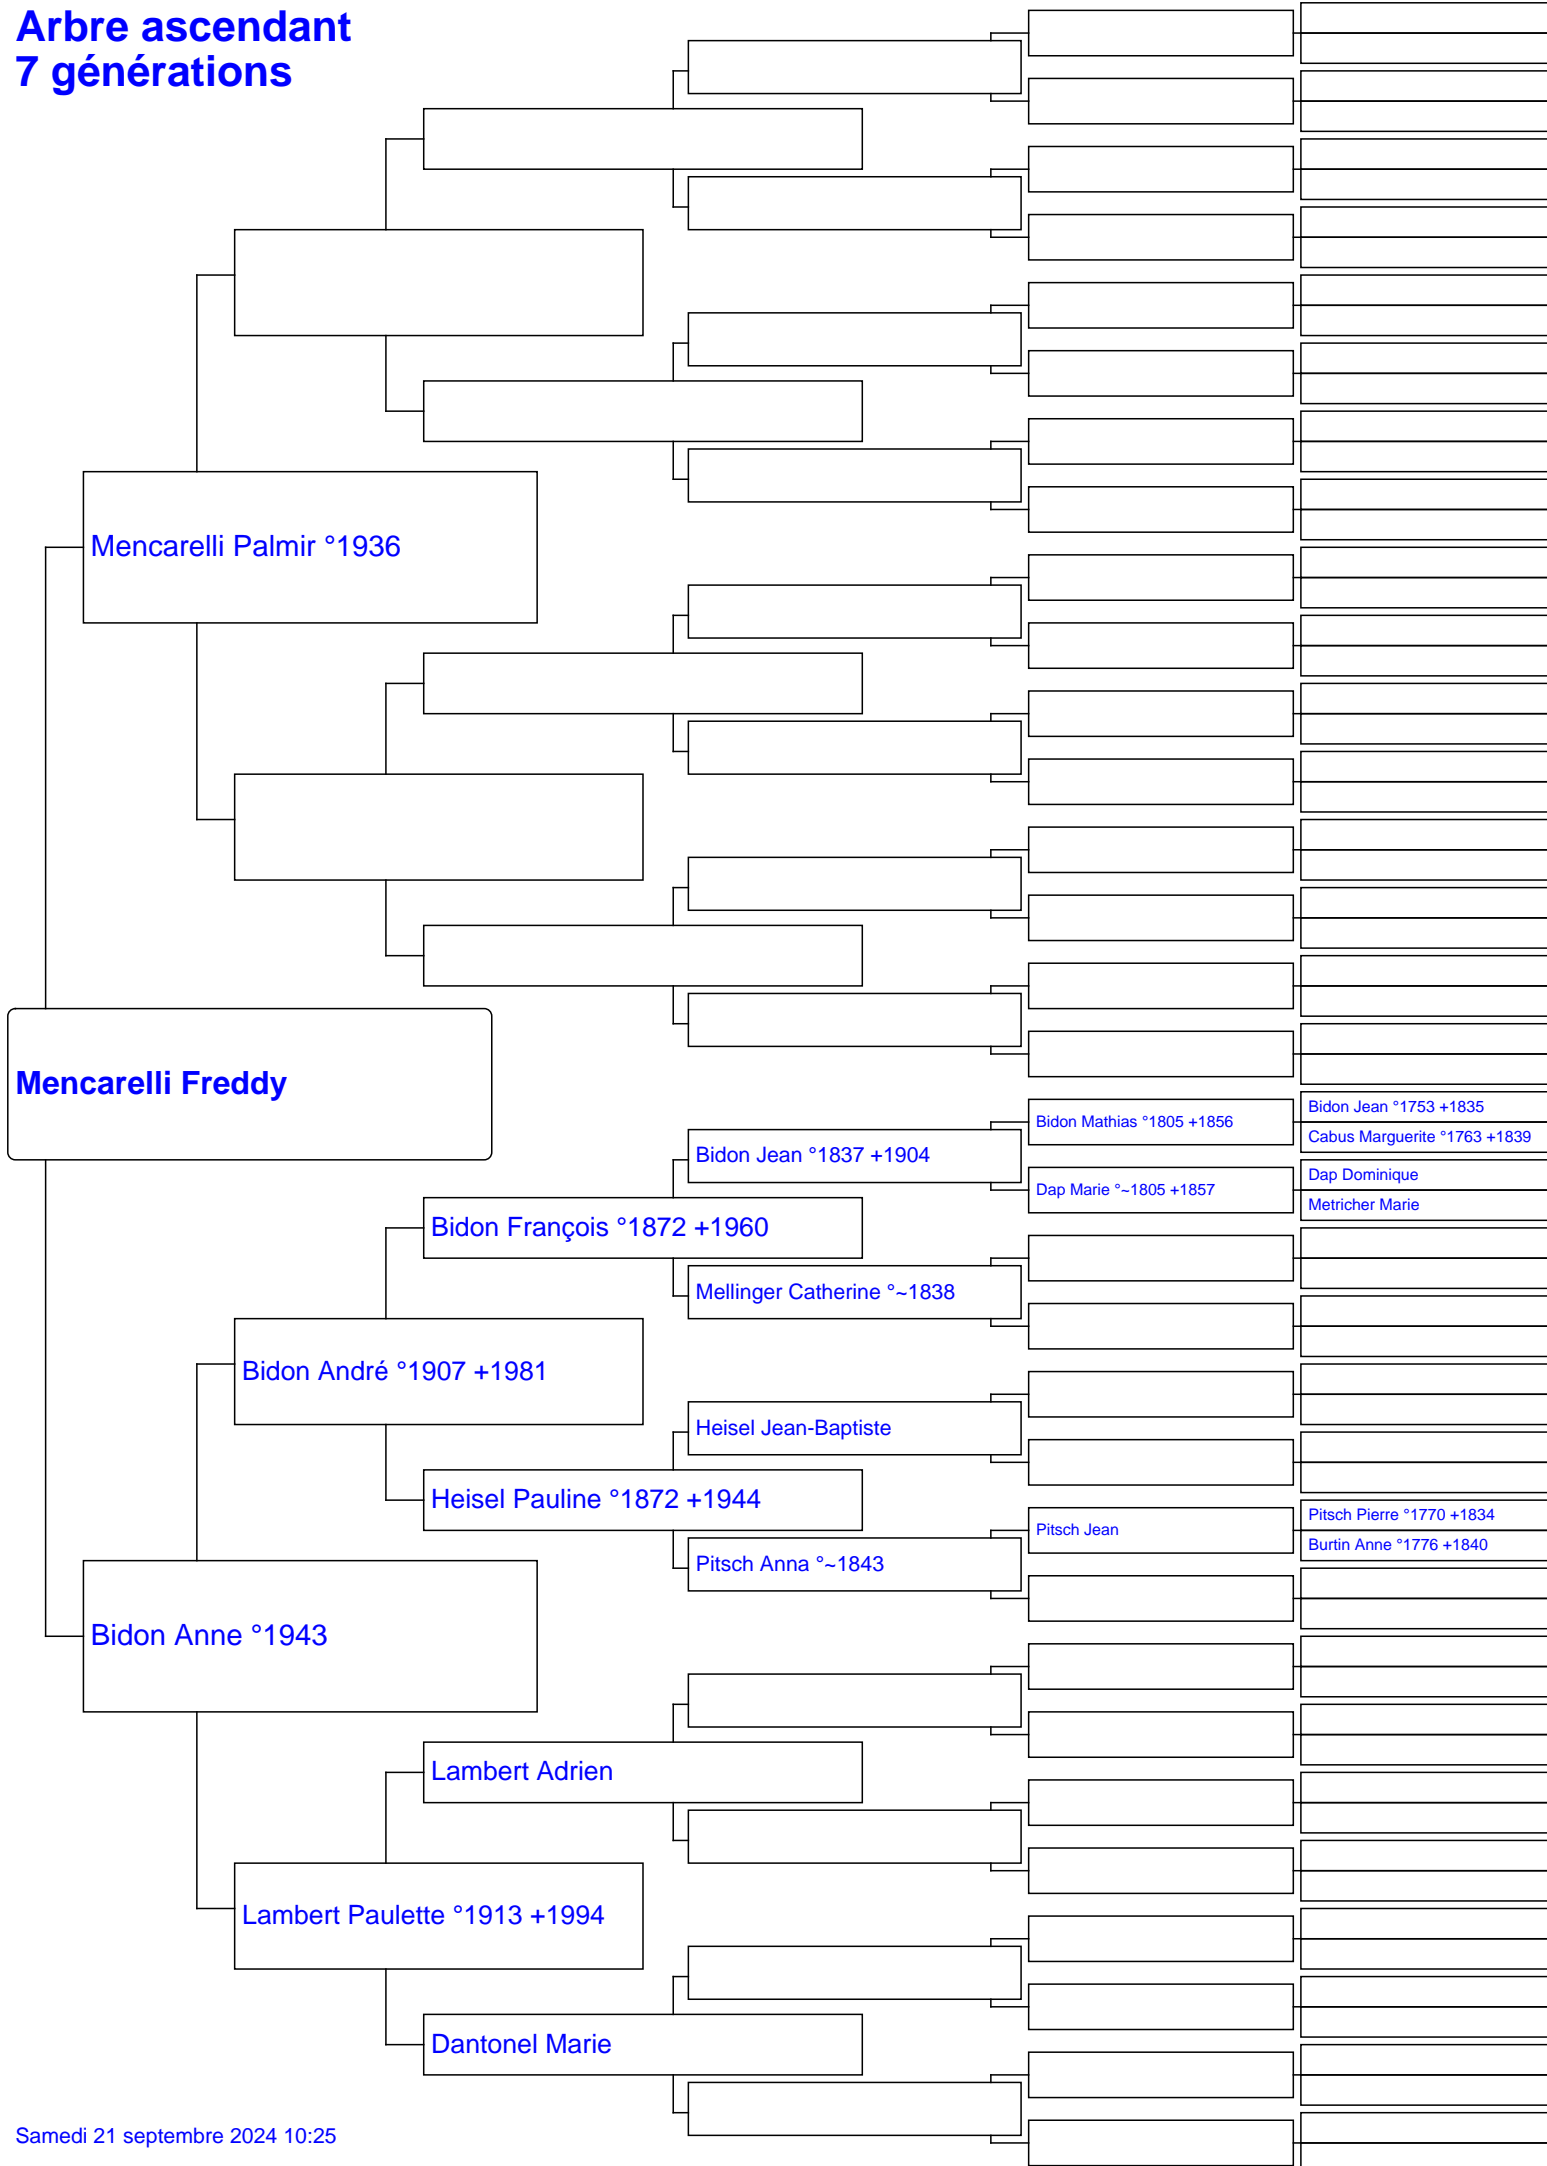 Arbre ascendant
7 générations
Mencarelli Palmir °1936
Mencarelli Freddy
Bidon Mathias °1805 +1856
Bidon Jean °1753 +1835
Cabus Marguerite °1763 +1839
Bidon Jean °1837 +1904
Dap Marie °~1805 +1857
Dap Dominique
Metricher Marie
Bidon François °1872 +1960
Mellinger Catherine °~1838
Bidon André °1907 +1981
Heisel Jean-Baptiste
Heisel Pauline °1872 +1944
Pitsch Jean
Pitsch Pierre °1770 +1834
Burtin Anne °1776 +1840
Pitsch Anna °~1843
Bidon Anne °1943
Lambert Adrien
Lambert Paulette °1913 +1994
Dantonel Marie
Samedi 21 septembre 2024 10:25